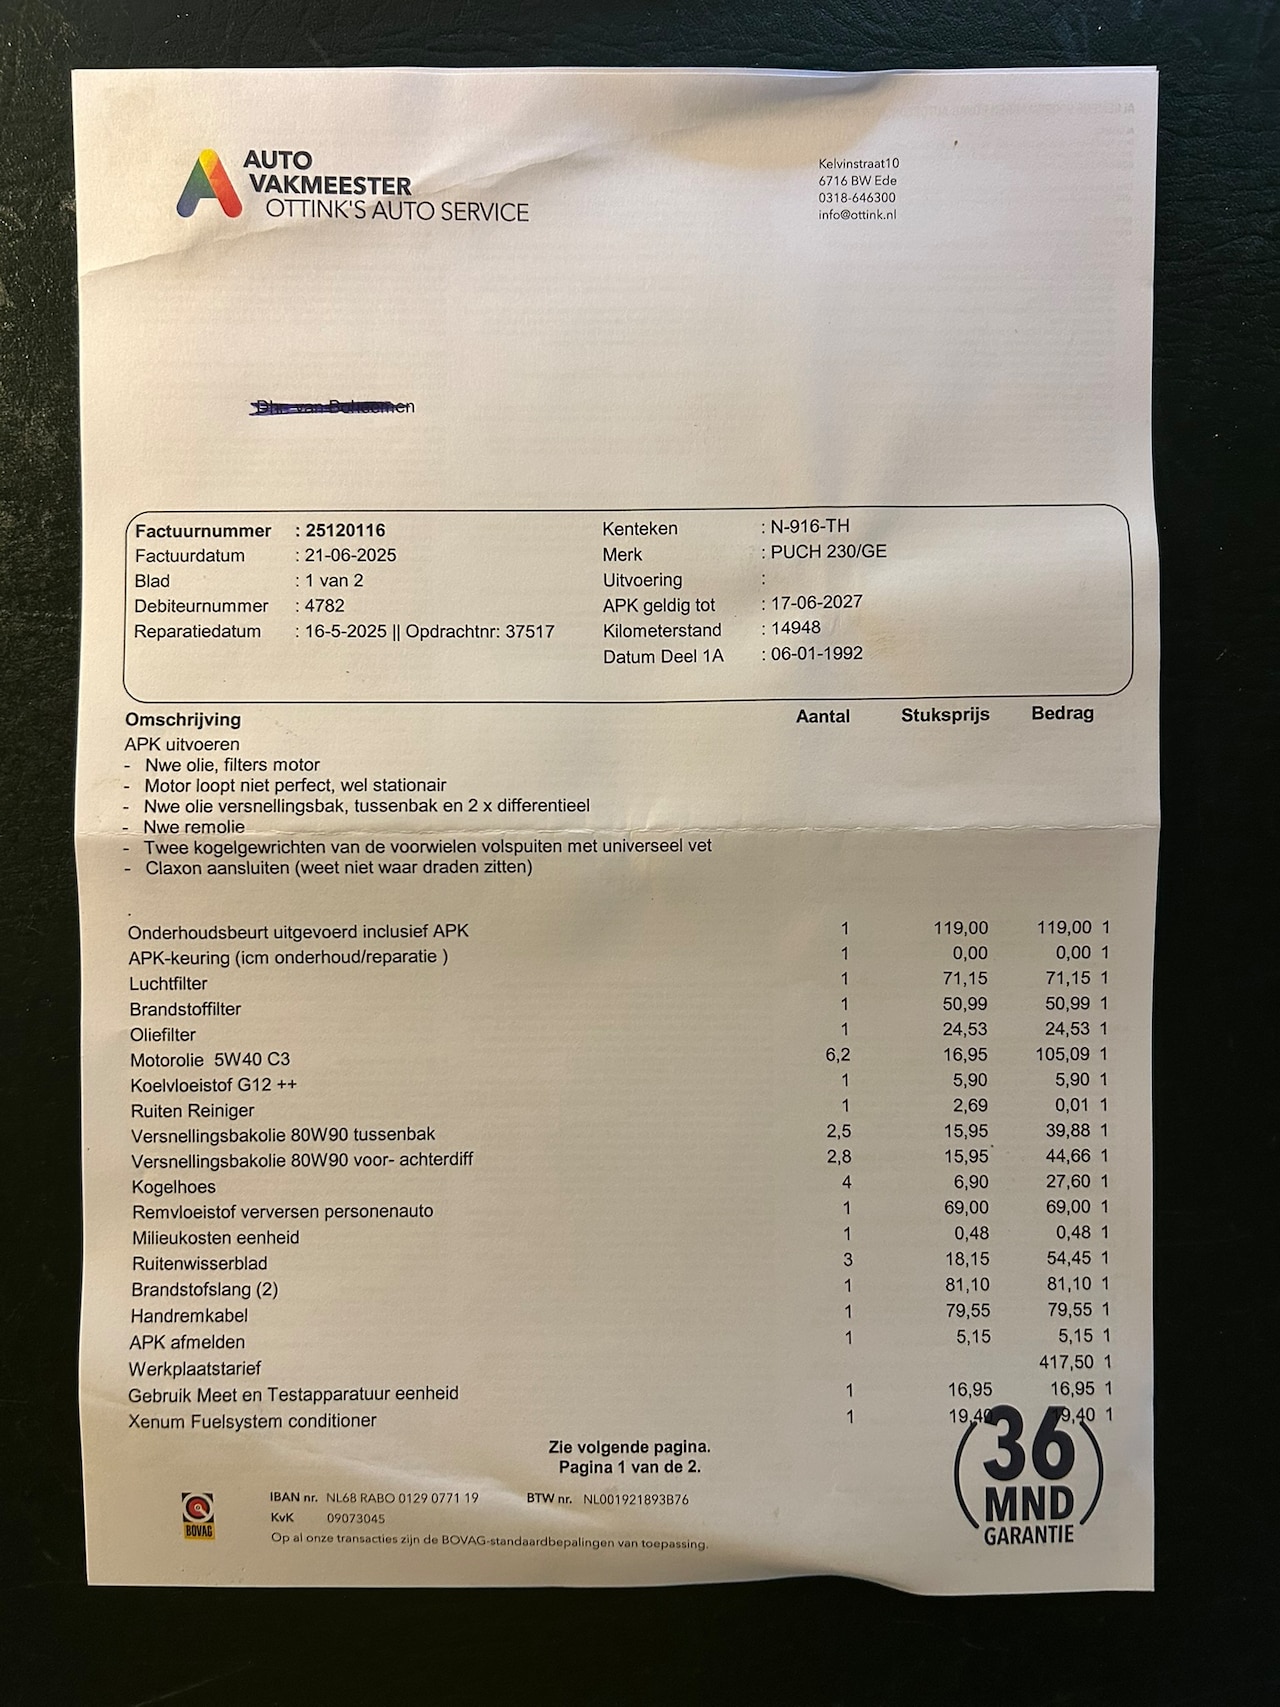 AUTO
VAKMEESTER
OTTINK'S AUTO SERVICE
Kelvinstraat10
6716 BW Ede
0318-646300
info@ottink.nl
Factuurnummer : 25120116
Factuurdatum : 21-06-2025
Blad : 1 van 2
Debiteurnummer : 4782
Reparatiedatum : 16-5-2025 || Opdrachtnr: 37517
Kenteken : N-916-TH
Merk : PUCH 230/GE
Uitvoering :
APK geldig tot : 17-06-2027
Kilometerstand : 14948
Datum Deel 1A : 06-01-1992
Omschrijving Aantal Stuksprijs Bedrag
APK uitvoeren
- Nwe olie, filters motor
- Motor loopt niet perfect, wel stationair
- Nwe olie versnellingsbak, tussenbak en 2 x differentieel
- Nwe remolie
- Twee kogelgewrichten van de voorwielen volspuiten met universeel vet
- Claxon aansluiten (weet niet waar draden zitten)
.
Onderhoudsbeurt uitgevoerd inclusief APK 1 119,00 119,00 1
APK-keuring (icm onderhoud/reparatie ) 1 0,00 0,00 1
Luchtfilter 1 71,15 71,15 1
Brandstoffilter 1 50,99 50,99 1
Oliefilter 1 24,53 24,53 1
Motorolie 5W40 C3 6,2 16,95 105,09 1
Koelvloeistof G12 ++ 1 5,90 5,90 1
Ruiten Reiniger 1 2,69 0,01 1
Versnellingsbakolie 80W90 tussenbak 2,5 15,95 39,88 1
Versnellingsbakolie 80W90 voor- achterdiff 2,8 15,95 44,66 1
Kogelhoes 4 6,90 27,60 1
Remvloeistof verversen personenauto 1 69,00 69,00 1
Milieukosten eenheid 1 0,48 0,48 1
Ruitenwisserblad 3 18,15 54,45 1
Brandstofslang (2) 1 81,10 81,10 1
Handremkabel 1 79,55 79,55 1
APK afmelden 1 5,15 5,15 1
Werkplaatstarief 417,50 1
Gebruik Meet en Testapparatuur eenheid 1 16,95 16,95 1
Xenum Fuelsystem conditioner 1 19,40 19,40 1
Zie volgende pagina.
Pagina 1 van de 2.
36
MND
GARANTIE
BOVAG
IBAN nr. NL68 RABO 0129 0771 19 BTW nr. NL001921893B76
KvK 09073045
Op al onze transacties zijn de BOVAG-standaardbepalingen van toepassing.